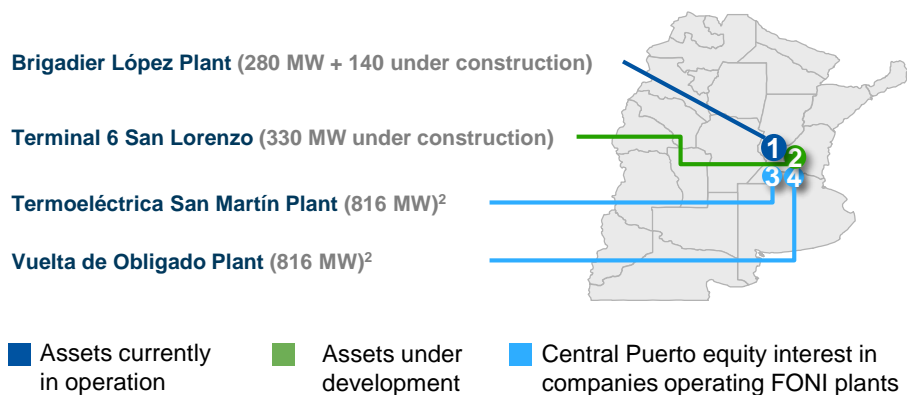 Brigadier López Plant (280 MW + 140 under construction)
Terminal 6 San Lorenzo (330 MW under construction)
Termoeléctrica San Martín Plant (816 MW)²
Vuelta de Obligado Plant (816 MW)²
1
2
3 4
Assets currently
in operation
Assets under
development
Central Puerto equity interest in
companies operating FONI plants